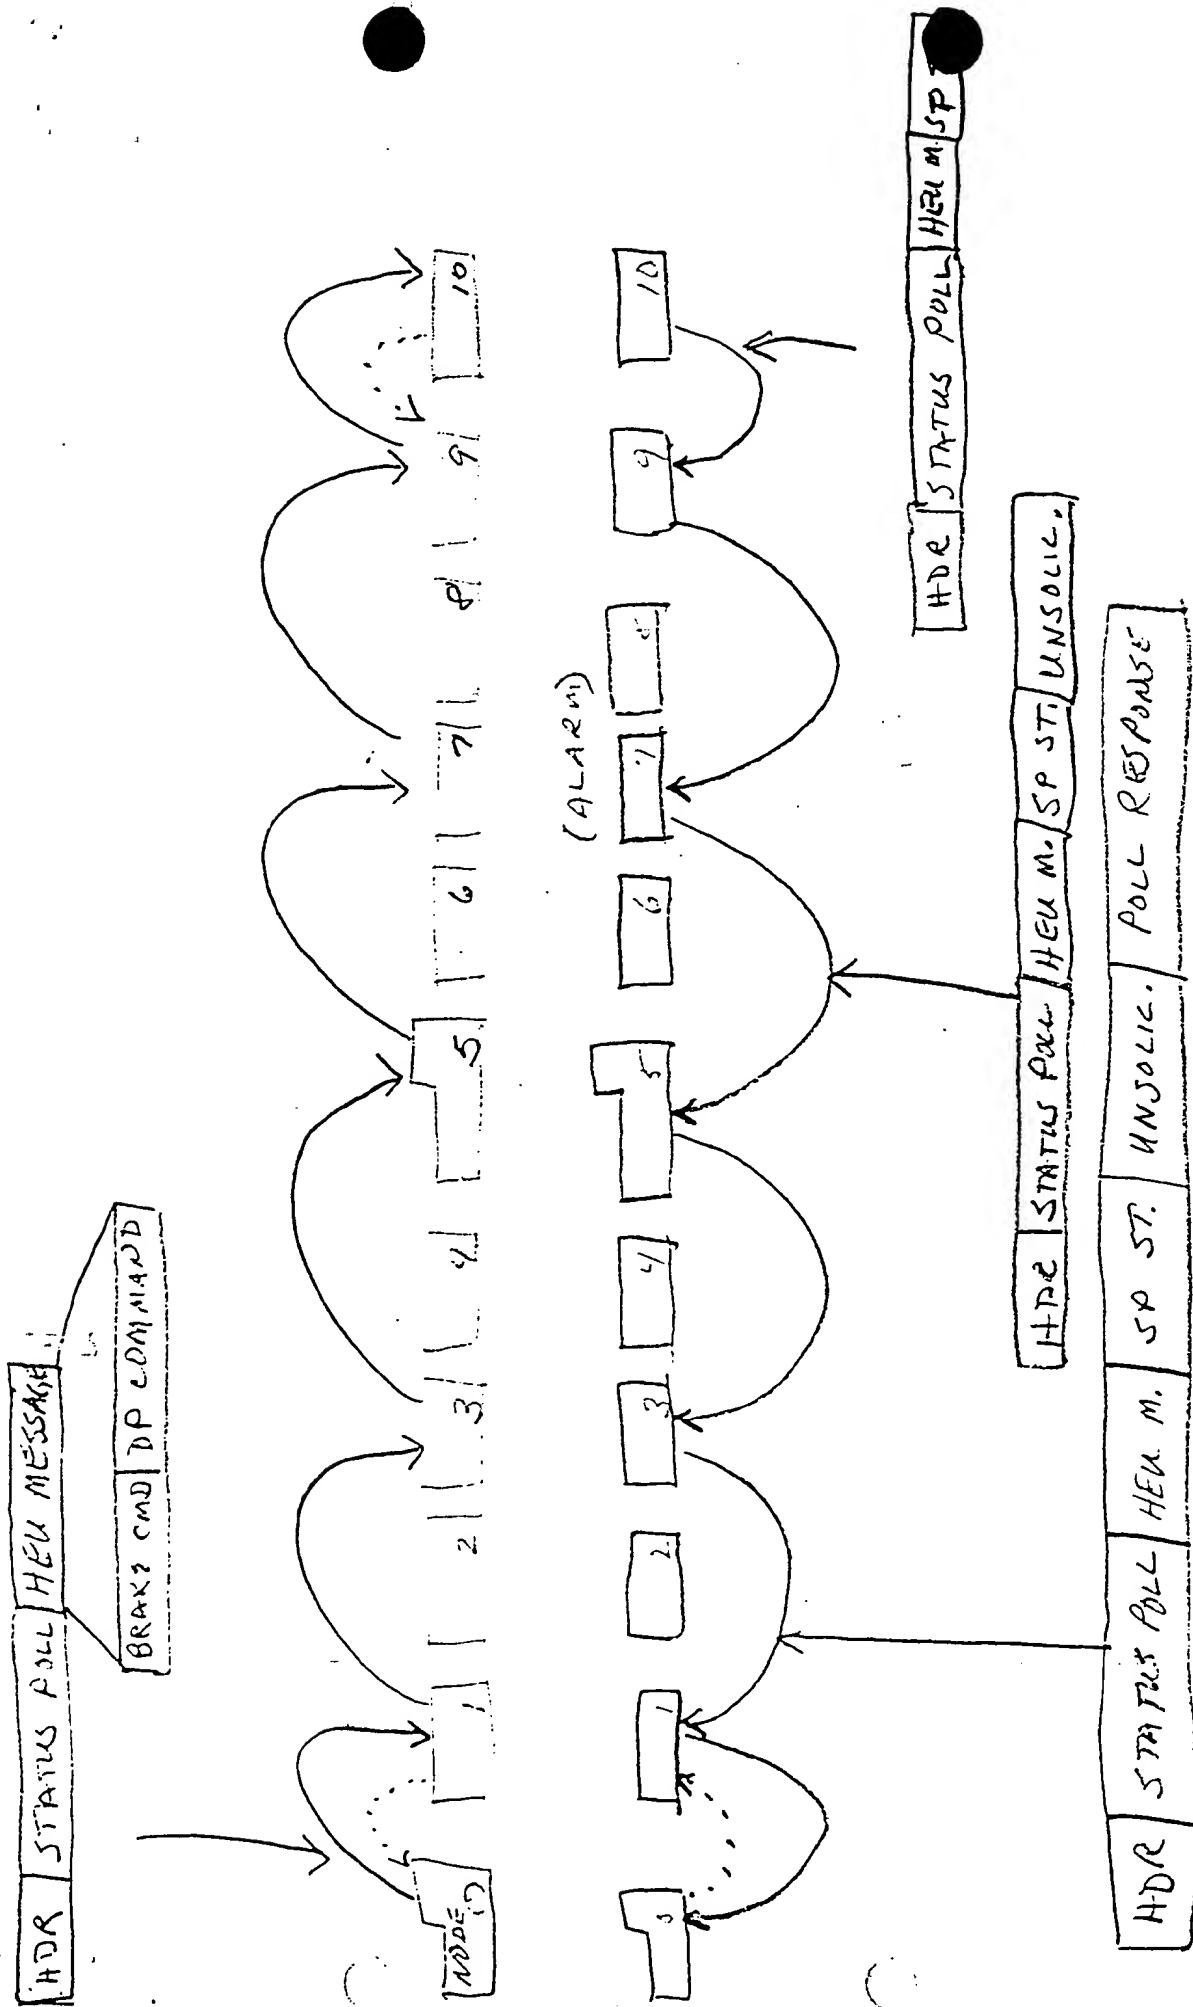 HDR STATUS POLL HEU MESSAGE
BRAKE CMD DP COMMAND
NODE 0 1 2 3 4 5 6 7 8 9 10
(ALARM)
1 2 3 4 5 6 7 8 9 10
HDR STATUS POLL HEU M. SP
HDR STATUS POLL HEU M. SP ST. UNSOLIC.
HDR STATUS POLL HEU M. SP ST. UNSOLIC. POLL RESPONSE